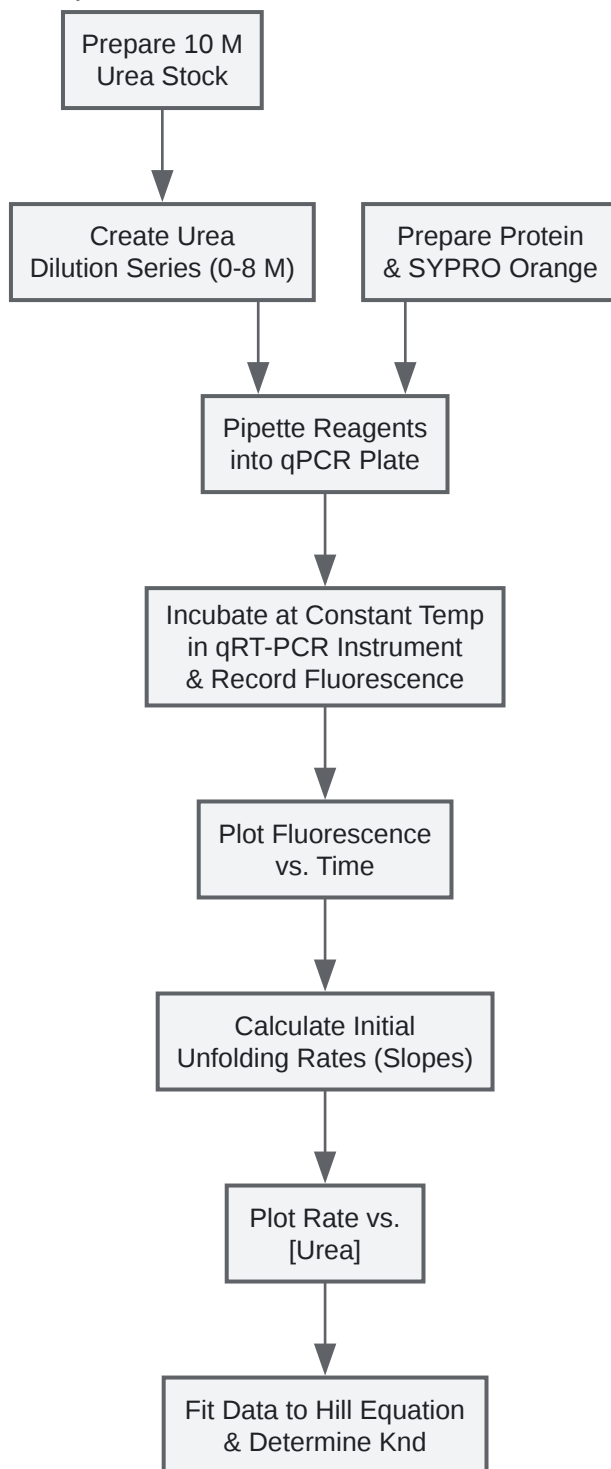 Prepare 10 M
Urea Stock
Create Urea
Dilution Series (0-8 M)
Prepare Protein
& SYPRO Orange
Pipette Reagents
into qPCR Plate
Incubate at Constant Temp
in qRT-PCR Instrument
& Record Fluorescence
Plot Fluorescence
vs. Time
Calculate Initial
Unfolding Rates (Slopes)
Plot Rate vs.
[Urea]
Fit Data to Hill Equation
& Determine Knd